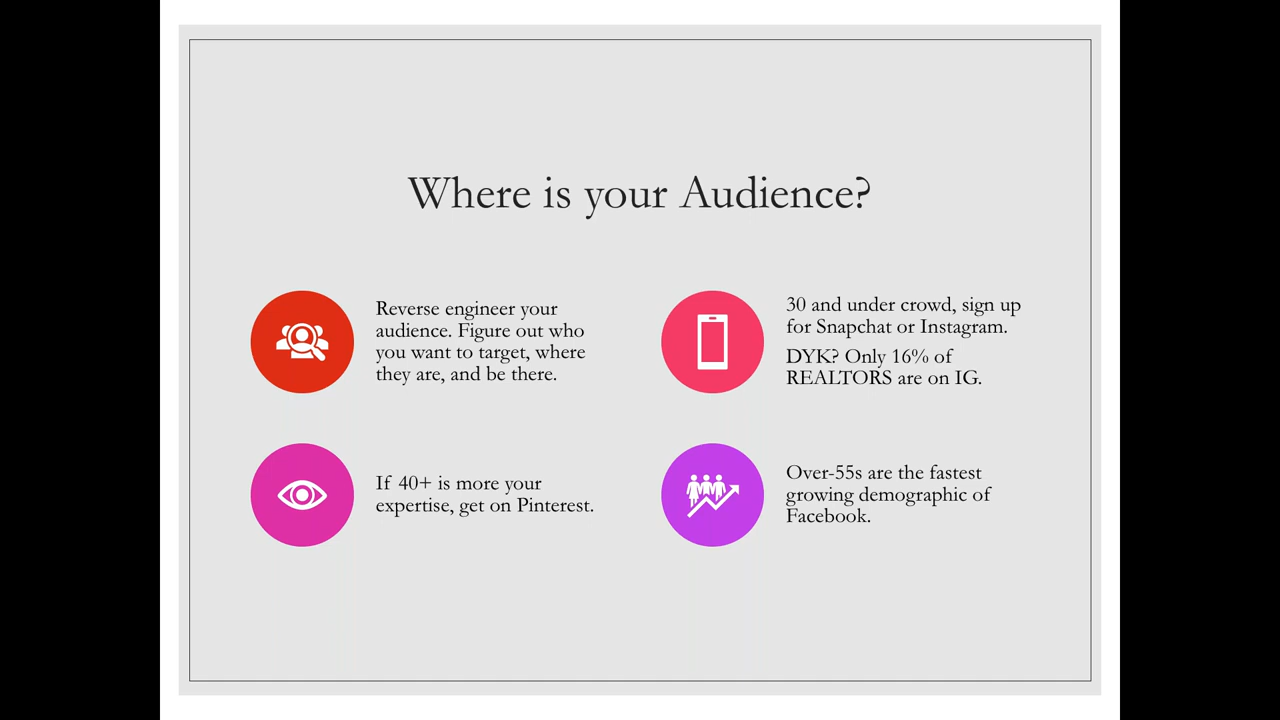 Where is your Audience?
Reverse engineer your
audience. Figure out who
you want to target, where
they are, and be there.
30 and under crowd, sign up
for Snapchat or Instagram.
DYK? Only 16% of
REALTORS are on IG.
If 40+ is more your
expertise, get on Pinterest.
Over-55s are the fastest
growing demographic of
Facebook.